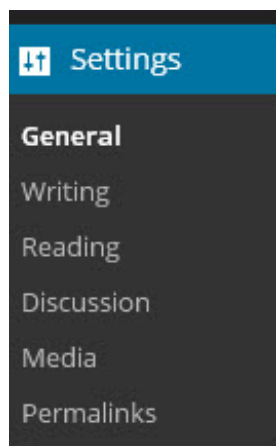 Settings
General
Writing
Reading
Discussion
Media
Permalinks